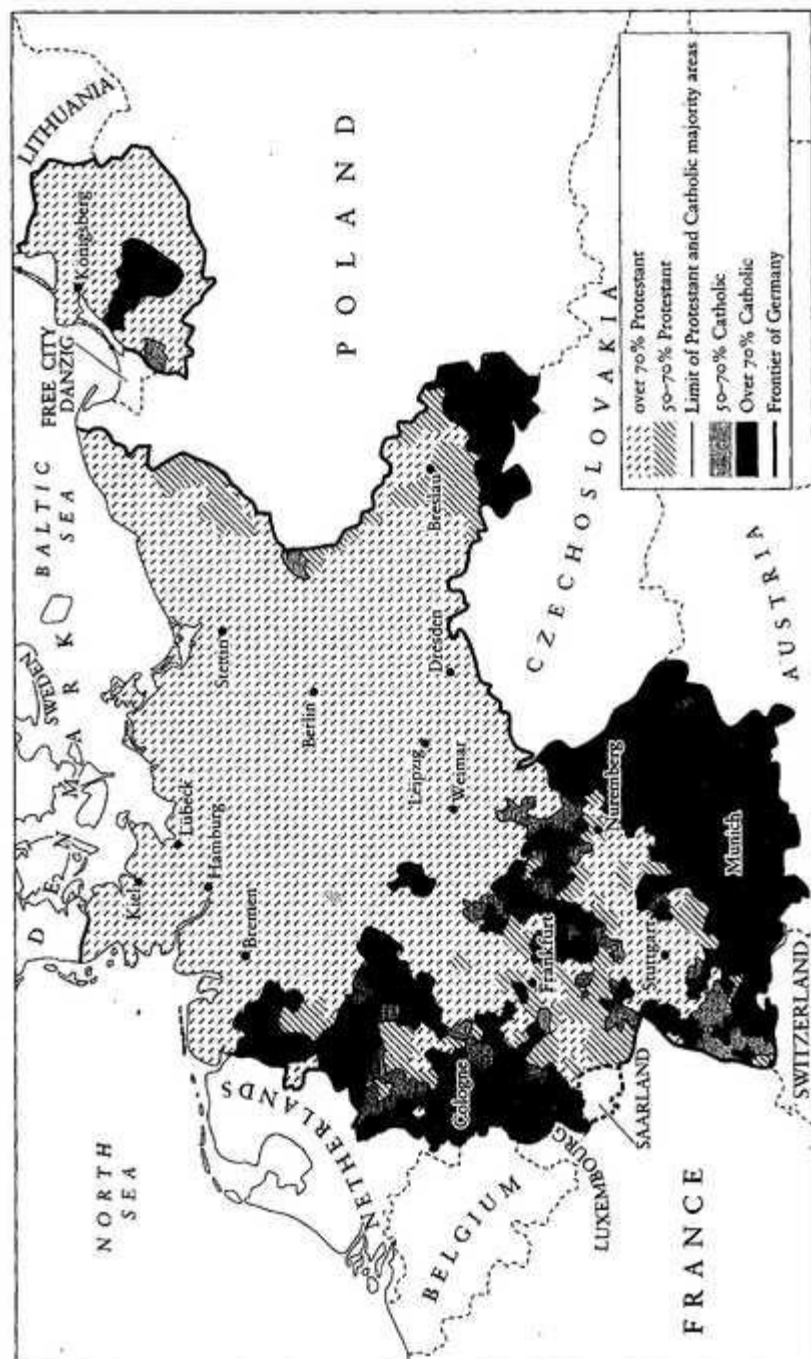 NORTH
SEA
DENMARK
SWEDEN
BALTIC
SEA
LITHUANIA
FREE CITY
DANZIG
Königsberg
Kiel
Lübeck
Hamburg
Bremen
Stettin
Berlin
POLAND
NETHERLANDS
BELGIUM
LUXEMBOURG
Cologne
Leipzig
Weimar
Dresden
Breslau
CZECHOSLOVAKIA
SAARLAND
Frankfurt
Nuremberg
Stuttgart
Munich
FRANCE
SWITZERLAND
AUSTRIA
over 70% Protestant
50–70% Protestant
Limit of Protestant and Catholic majority areas
50–70% Catholic
Over 70% Catholic
Frontier of Germany